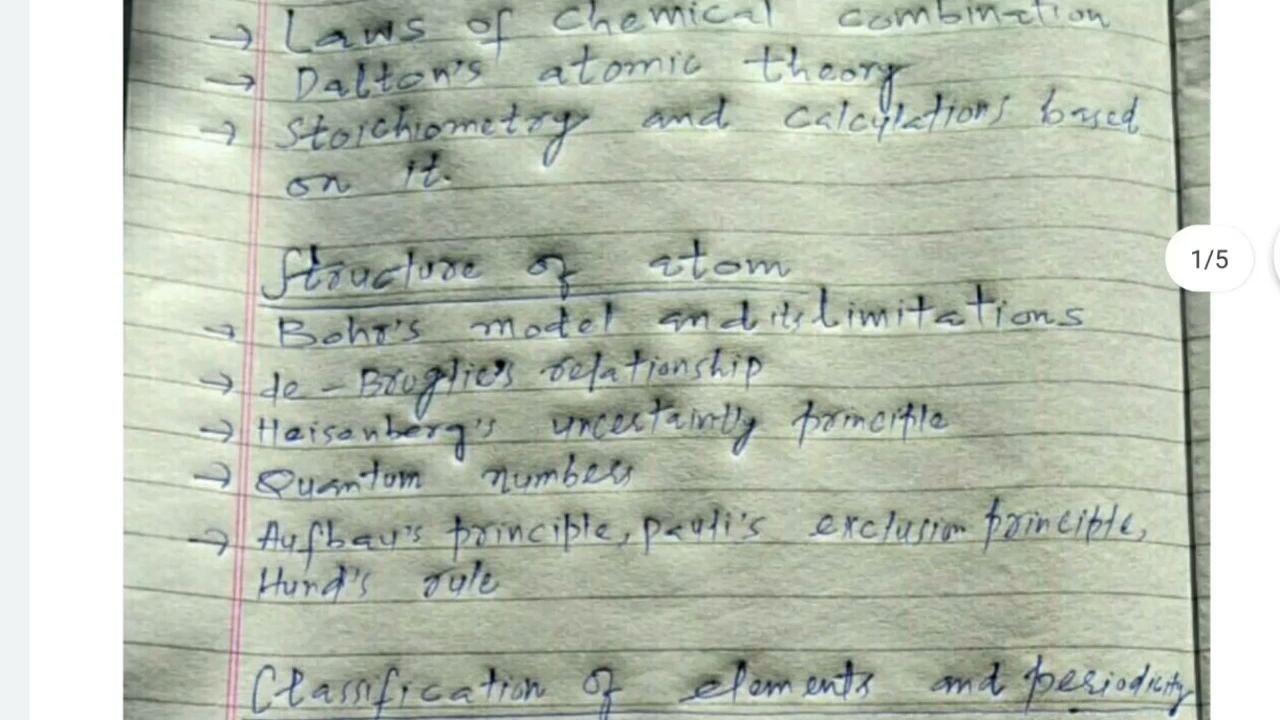 → Laws of Chemical combination
→ Dalton's atomic theory
→ Stoichiometry and calculations based
on it.
Structure of atom
→ Bohr's model and its limitations
→ de-Broglie's relationship
→ Heisenberg's uncertaintly principle
→ Quantum numbers
→ Aufbau's principle, pauli's exclusion principle,
Hund's rule
Classification of elements and periodicity
1/5